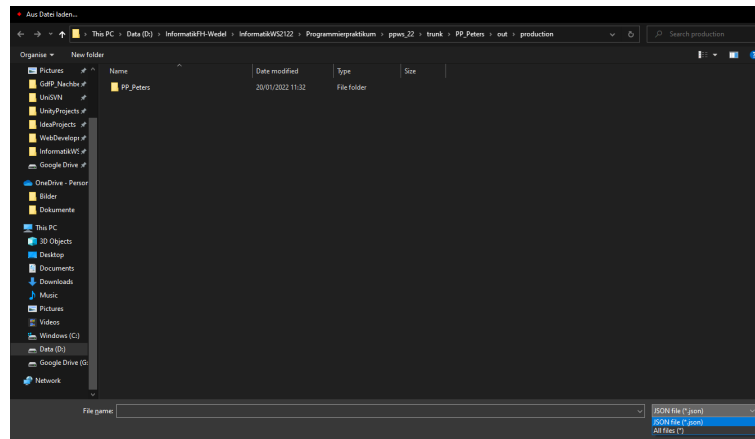 Aus Datei laden...
This PC › Data (D:) › InformatikFH-Wedel › InformatikWS2122 › Programmierpraktikum › ppws_22 › trunk › PP_Peters › out › production
Search production
Organise
New folder
Name
Date modified
Type
Size
PP_Peters
20/01/2022 11:32
File folder
Pictures
GdfP_Nachbe
UniSVN
UnityProjects
IdeaProjects
WebDevelopr
InformatikWS
Google Drive
OneDrive - Person
Bilder
Dokumente
This PC
3D Objects
Desktop
Documents
Downloads
Music
Pictures
Videos
Windows (C:)
Data (D:)
Google Drive (G:
Network
File name:
JSON file (*.json)
JSON file (*.json)
All files (*)